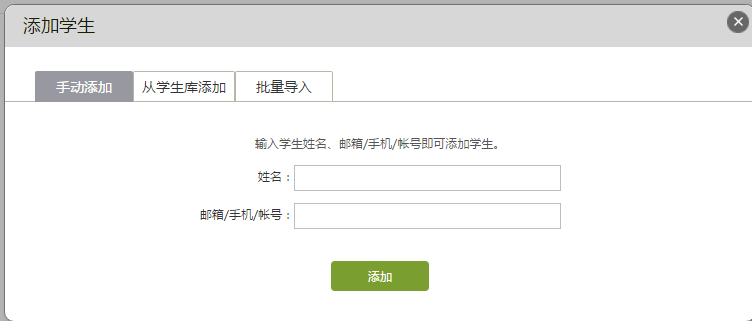 添加学生
手动添加 从学生库添加 批量导入
输入学生姓名、邮箱/手机/帐号即可添加学生。
姓名：
邮箱/手机/帐号：
添加